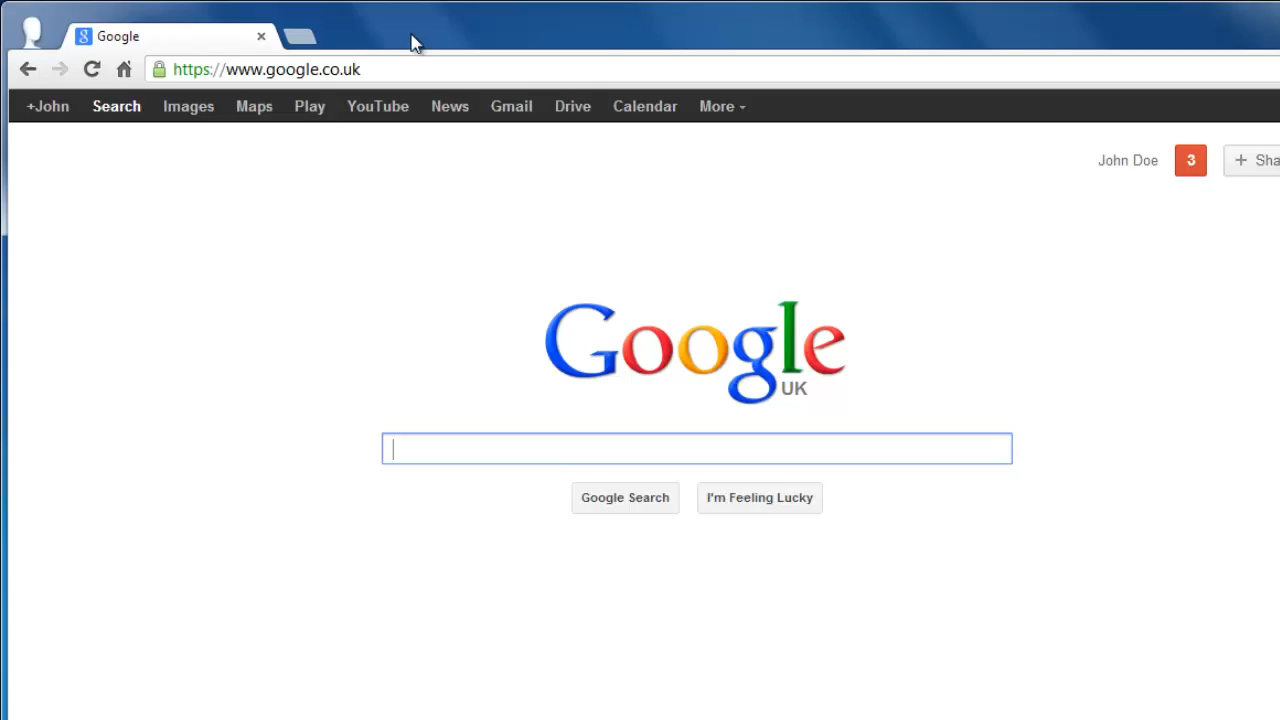 Google
https://www.google.co.uk
+John Search Images Maps Play YouTube News Gmail Drive Calendar More
John Doe 3 + Sha
Google
UK
Google Search I'm Feeling Lucky